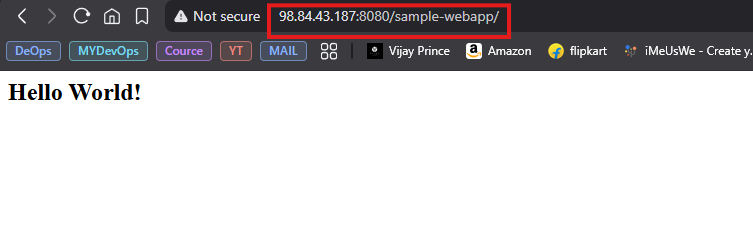 Not secure 98.84.43.187:8080/sample-webapp/
DeOps MYDevOps Cource YT MAIL Vijay Prince Amazon flipkart iMeUsWe - Create y...
Hello World!